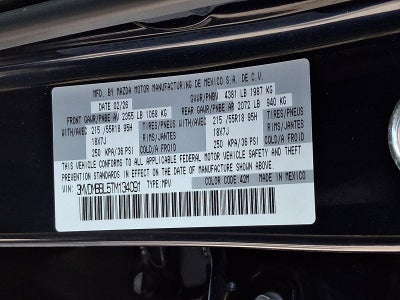 MFD. BY MAZDA MOTOR MANUFACTURING DE MEXICO S.A. DE C.V.
DATE 02/26 GVWR/PNBV 4381 LB 1987 KG
FRONT GAWR/PNBE AV 2355 LB 1068 KG REAR GAWR/PNBE AR 2072 LB 940 KG
WITH/AVEC 215 /55R18 95H TIRES/PNEUS WITH/AVEC 215 /55R18 95H TIRES/PNEUS
18X7J RIMS/JANTES 18X7J RIMS/JANTES
250 KPA/36 PSI COLD/A FROID 250 KPA/36 PSI COLD/A FROID
THIS VEHICLE CONFORMS TO ALL APPLICABLE FEDERAL MOTOR VEHICLE SAFETY AND THEFT
PREVENTION STANDARDS IN EFFECT ON THE DATE OF MANUFACTURE SHOWN ABOVE.
VIN: TYPE: MPV COLOR CODE 42M MADE IN MEXICO